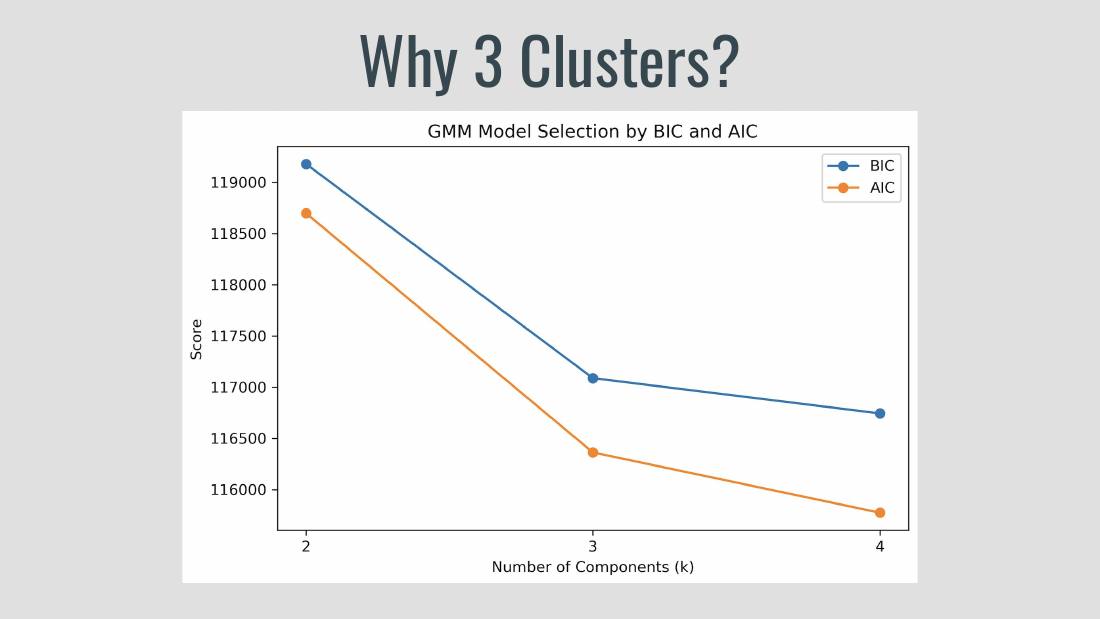 Why 3 Clusters?
GMM Model Selection by BIC and AIC
BIC
AIC
119000
118500
118000
117500
117000
116500
116000
Score
2 3 4
Number of Components (k)